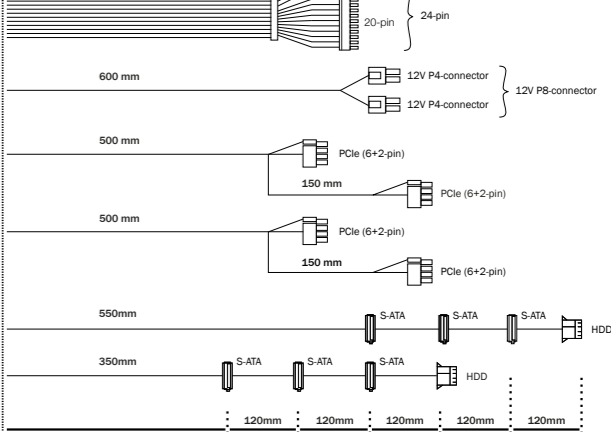 20-pin
24-pin
600 mm
12V P4-connector
12V P4-connector
12V P8-connector
500 mm
PCIe (6+2-pin)
150 mm
PCIe (6+2-pin)
500 mm
PCIe (6+2-pin)
150 mm
PCIe (6+2-pin)
550mm
S-ATA S-ATA S-ATA
HDD
350mm
S-ATA S-ATA S-ATA
HDD
120mm 120mm 120mm 120mm 120mm